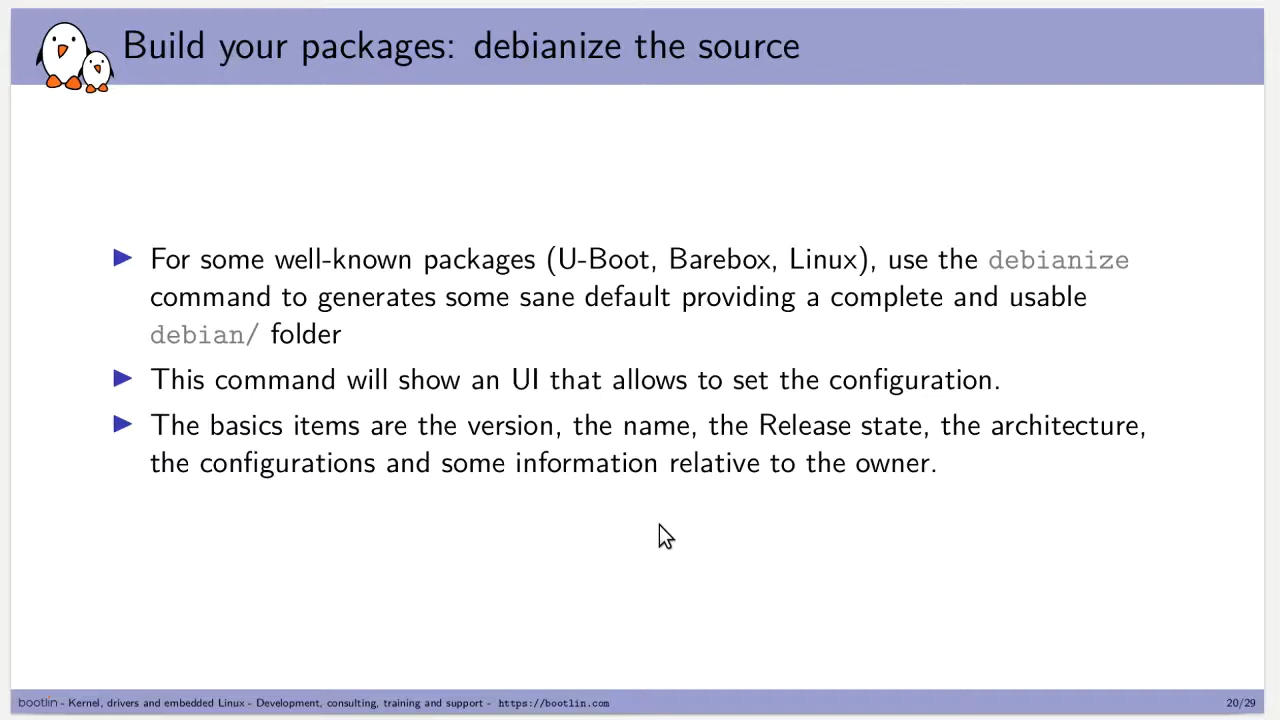 Build your packages: debianize the source
For some well-known packages (U-Boot, Barebox, Linux), use the debianize
command to generates some sane default providing a complete and usable
debian/ folder
This command will show an UI that allows to set the configuration.
The basics items are the version, the name, the Release state, the architecture,
the configurations and some information relative to the owner.
bootlin - Kernel, drivers and embedded Linux - Development, consulting, training and support - https://bootlin.com
20/29